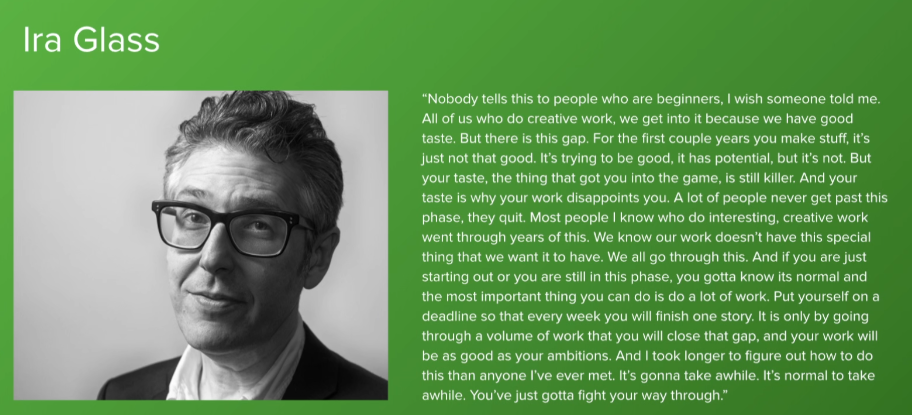 Ira Glass
“Nobody tells this to people who are beginners, I wish someone told me.
All of us who do creative work, we get into it because we have good
taste. But there is this gap. For the first couple years you make stuff, it’s
just not that good. It’s trying to be good, it has potential, but it’s not. But
your taste, the thing that got you into the game, is still killer. And your
taste is why your work disappoints you. A lot of people never get past this
phase, they quit. Most people I know who do interesting, creative work
went through years of this. We know our work doesn’t have this special
thing that we want it to have. We all go through this. And if you are just
starting out or you are still in this phase, you gotta know its normal and
the most important thing you can do is do a lot of work. Put yourself on a
deadline so that every week you will finish one story. It is only by going
through a volume of work that you will close that gap, and your work will
be as good as your ambitions. And I took longer to figure out how to do
this than anyone I’ve ever met. It’s gonna take awhile. It’s normal to take
awhile. You’ve just gotta fight your way through.”